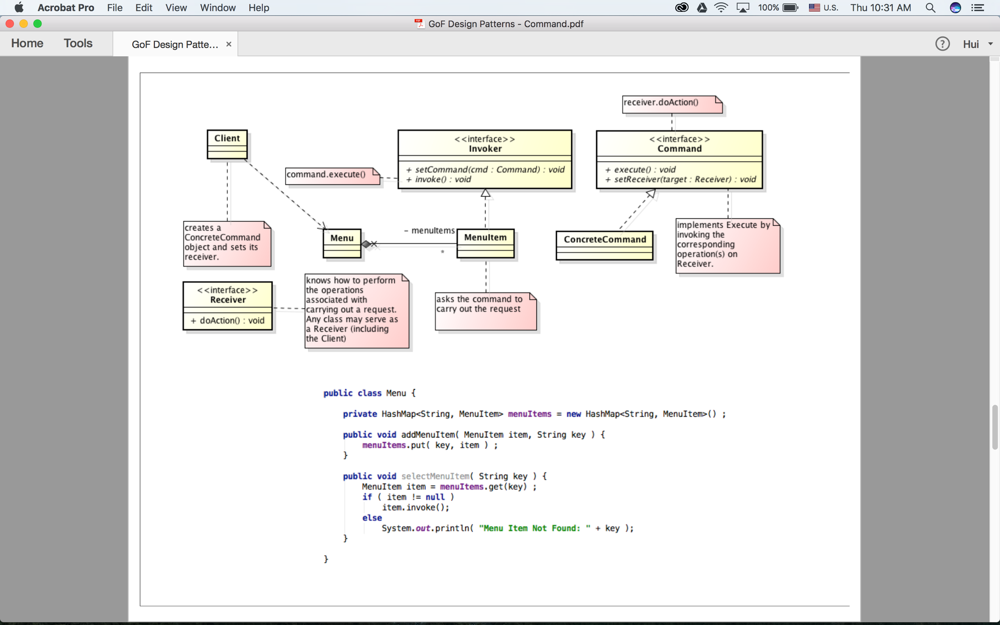 Acrobat Pro File Edit View Window Help 100% U.S. Thu 10:31 AM
GoF Design Patterns - Command.pdf
Home Tools GoF Design Patte... × ? Hui
receiver.doAction()
Client
<<interface>>
Invoker
+ setCommand(cmd : Command) : void
+ invoke() : void
<<interface>>
Command
+ execute() : void
+ setReceiver(target : Receiver) : void
command.execute()
creates a
ConcreteCommand
object and sets its
receiver.
Menu
- menuItems
*
MenuItem
ConcreteCommand
implements Execute by
invoking the
corresponding
operation(s) on
Receiver.
<<interface>>
Receiver
+ doAction() : void
knows how to perform
the operations
associated with
carrying out a request.
Any class may serve as
a Receiver (including
the Client)
asks the command to
carry out the request
public class Menu {
private HashMap<String, MenuItem> menuItems = new HashMap<String, MenuItem>() ;
public void addMenuItem( MenuItem item, String key ) {
menuItems.put( key, item ) ;
}
public void selectMenuItem( String key ) {
MenuItem item = menuItems.get(key) ;
if ( item != null )
item.invoke();
else
System.out.println( "Menu Item Not Found: " + key );
}
}